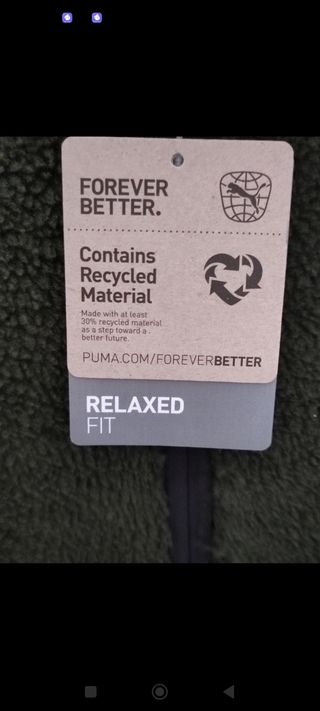 FOREVER
BETTER.
Contains
Recycled
Material
Made with at least
30% recycled material
as a step toward a
better future.
PUMA.COM/FOREVERBETTER
RELAXED
FIT